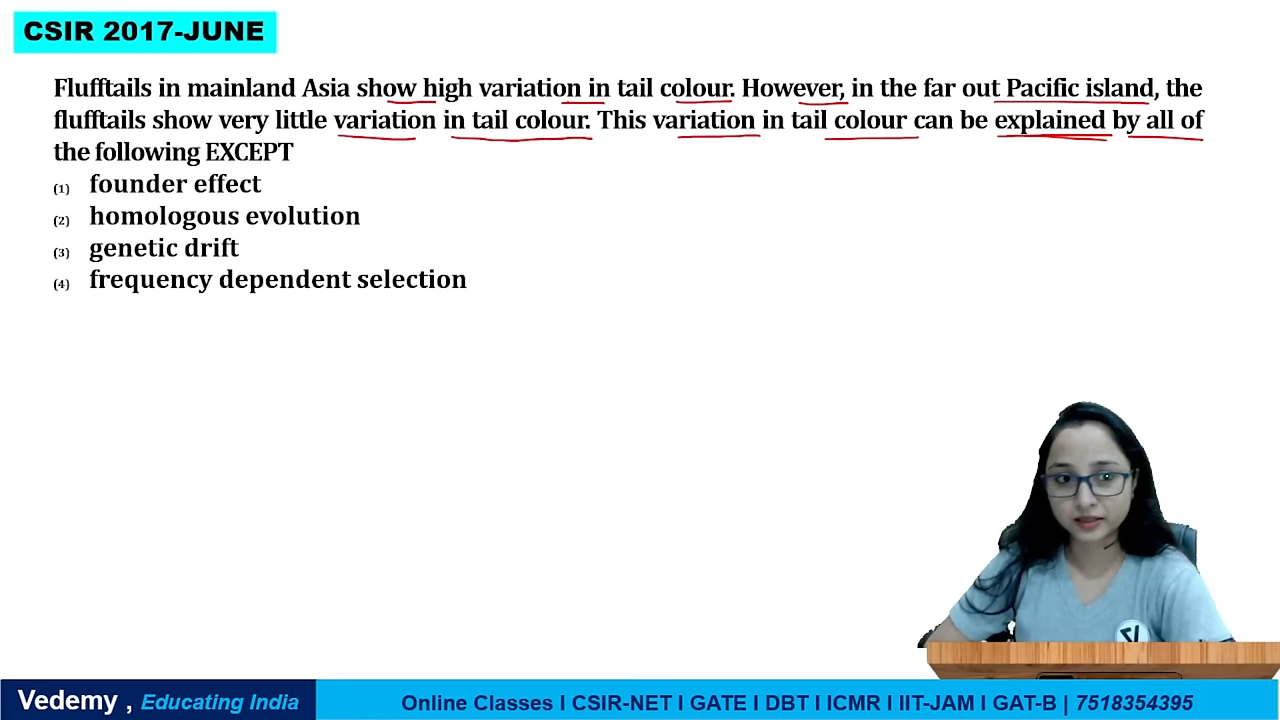 CSIR 2017-JUNE
Flufftails in mainland Asia show high variation in tail colour. However, in the far out Pacific island, the
flufftails show very little variation in tail colour. This variation in tail colour can be explained by all of
the following EXCEPT
(1) founder effect
(2) homologous evolution
(3) genetic drift
(4) frequency dependent selection
Vedemy , Educating India
Online Classes I CSIR-NET I GATE I DBT I ICMR I IIT-JAM I GAT-B | 7518354395